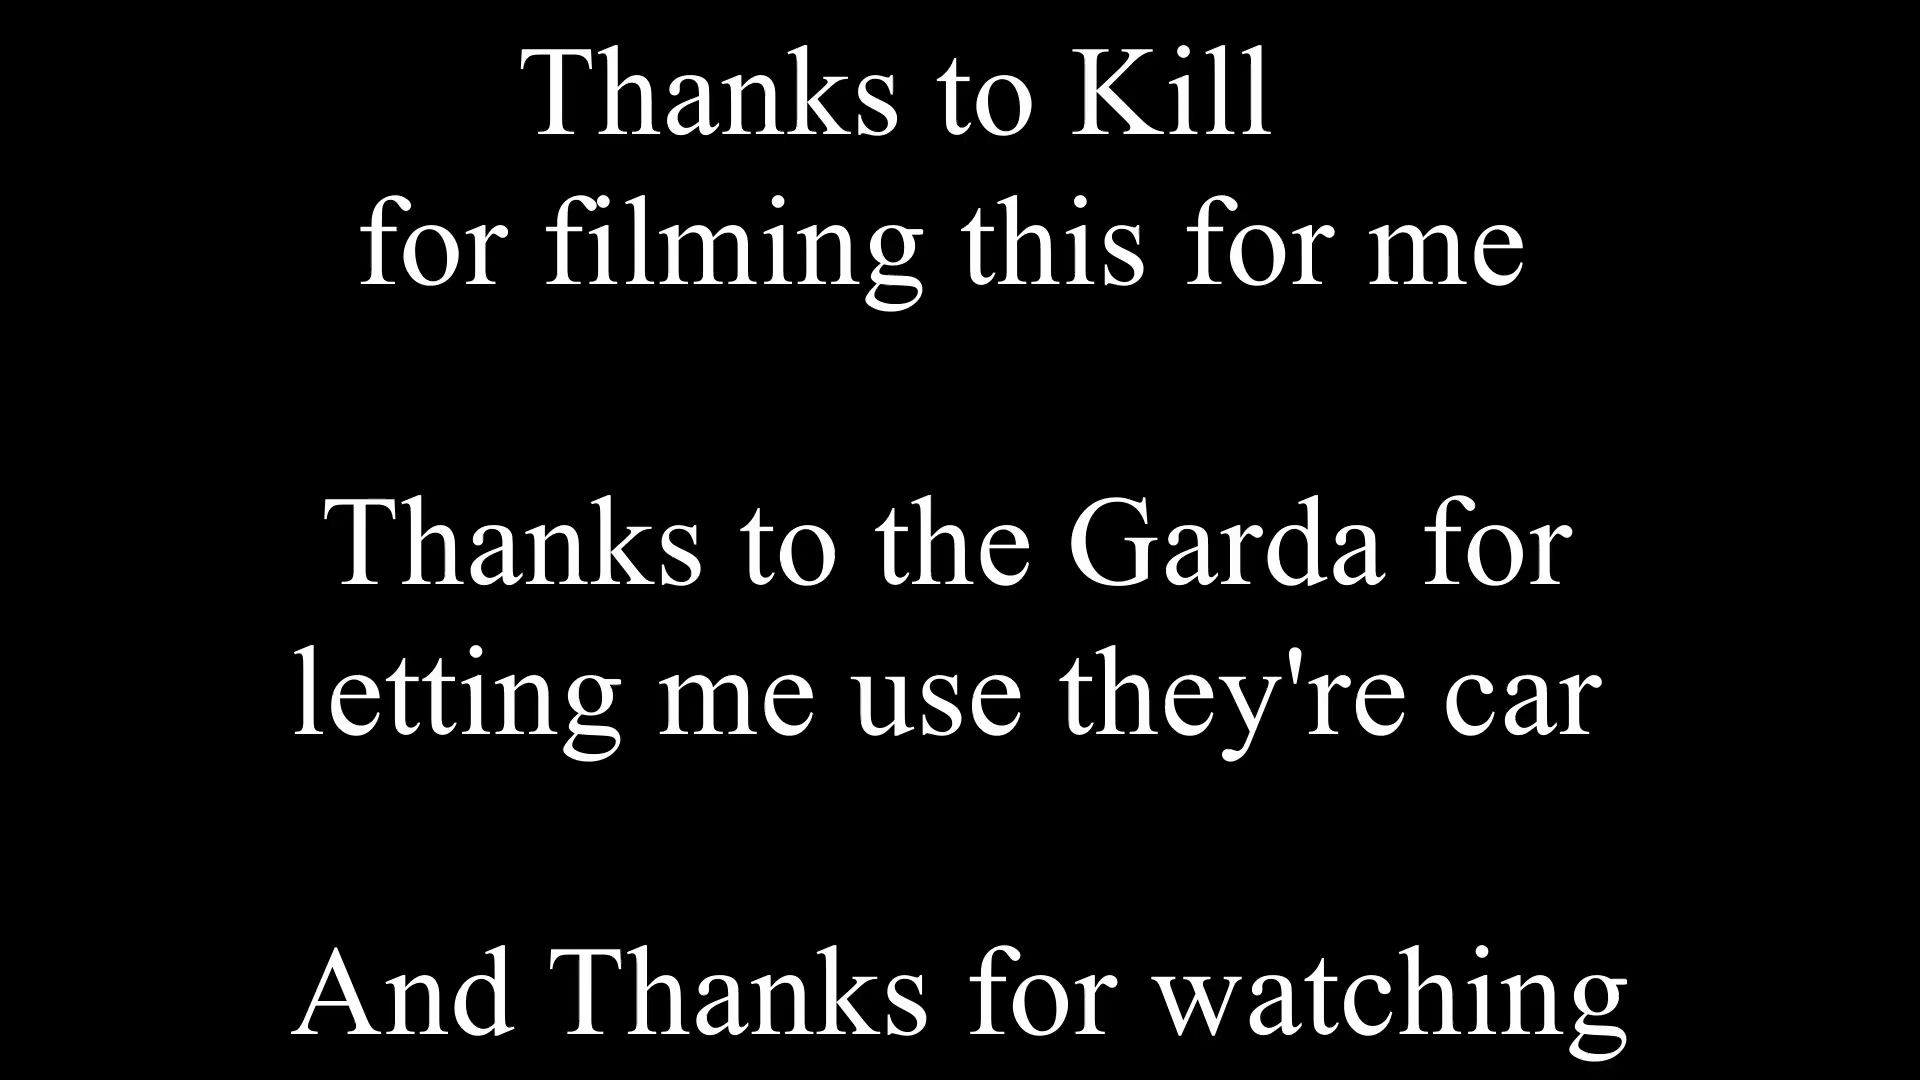 Thanks to Kill
for filming this for me
Thanks to the Garda for
letting me use they're car
And Thanks for watching